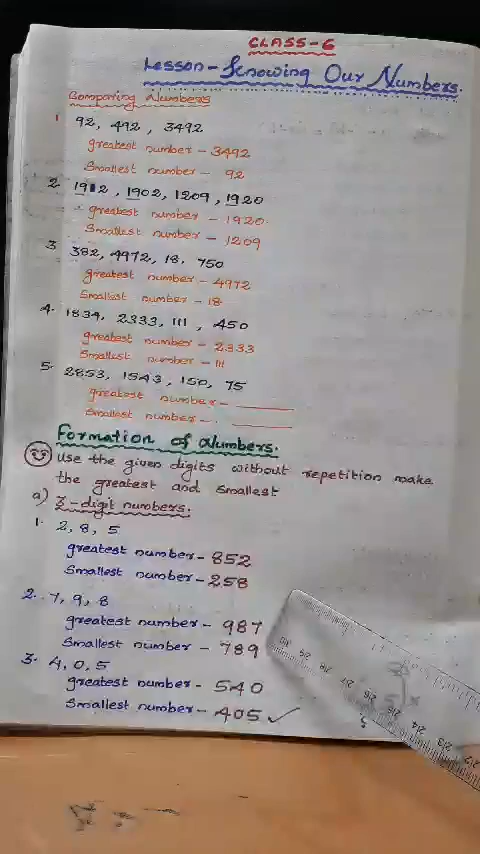 CLASS-6
Lesson - Knowing Our Numbers.
Comparing Numbers
1. 92, 492, 3492
greatest number - 3492
Smallest number - 92
2. 1912, 1902, 1209, 1920
greatest number - 1920.
Smallest number - 1209
3. 382, 4972, 18, 750
greatest number - 4972
Smallest number - 18.
4. 1834, 2333, 111, 450
greatest number - 2333
Smallest number - 111
5. 2853, 1543, 150, 75
greatest number - ______
Smallest number - ______
Formation of Numbers.
Use the given digits without repetition make
the greatest and smallest
a) 3-digit numbers.
1. 2, 8, 5
greatest number - 852
Smallest number - 258
2. 7, 9, 8
greatest number - 987
Smallest number - 789
3. 4, 0, 5
greatest number - 540
Smallest number - 405 ✓